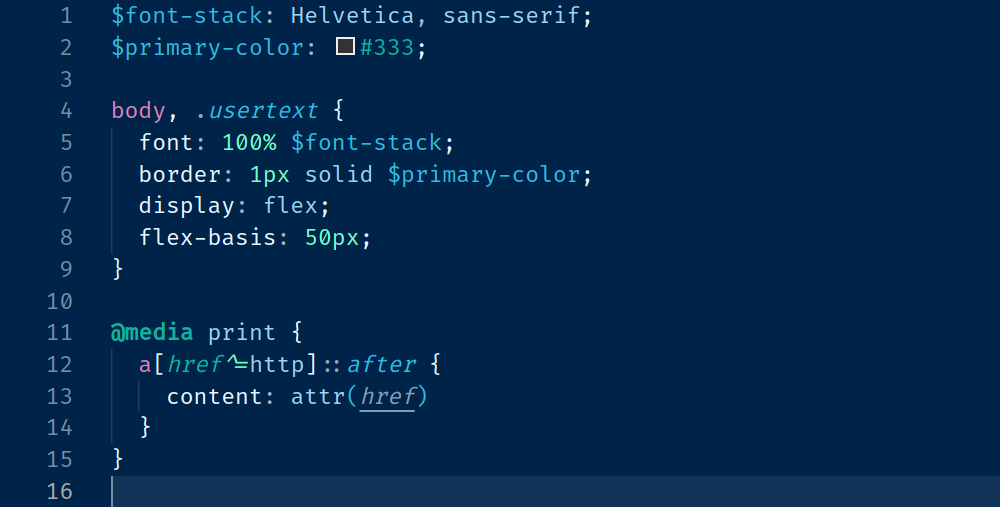 1 $font-stack: Helvetica, sans-serif;
2 $primary-color: #333;
3
4 body, .usertext {
5   font: 100% $font-stack;
6   border: 1px solid $primary-color;
7   display: flex;
8   flex-basis: 50px;
9 }
10
11 @media print {
12   a[href^=http]::after {
13     content: attr(href)
14   }
15 }
16